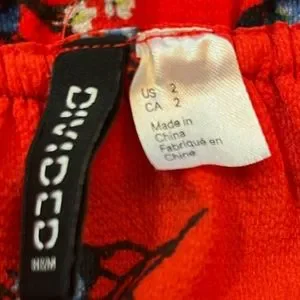 DIVIDED
H&M
US 2
CA 2
Made in
China
Fabriqué en
Chine